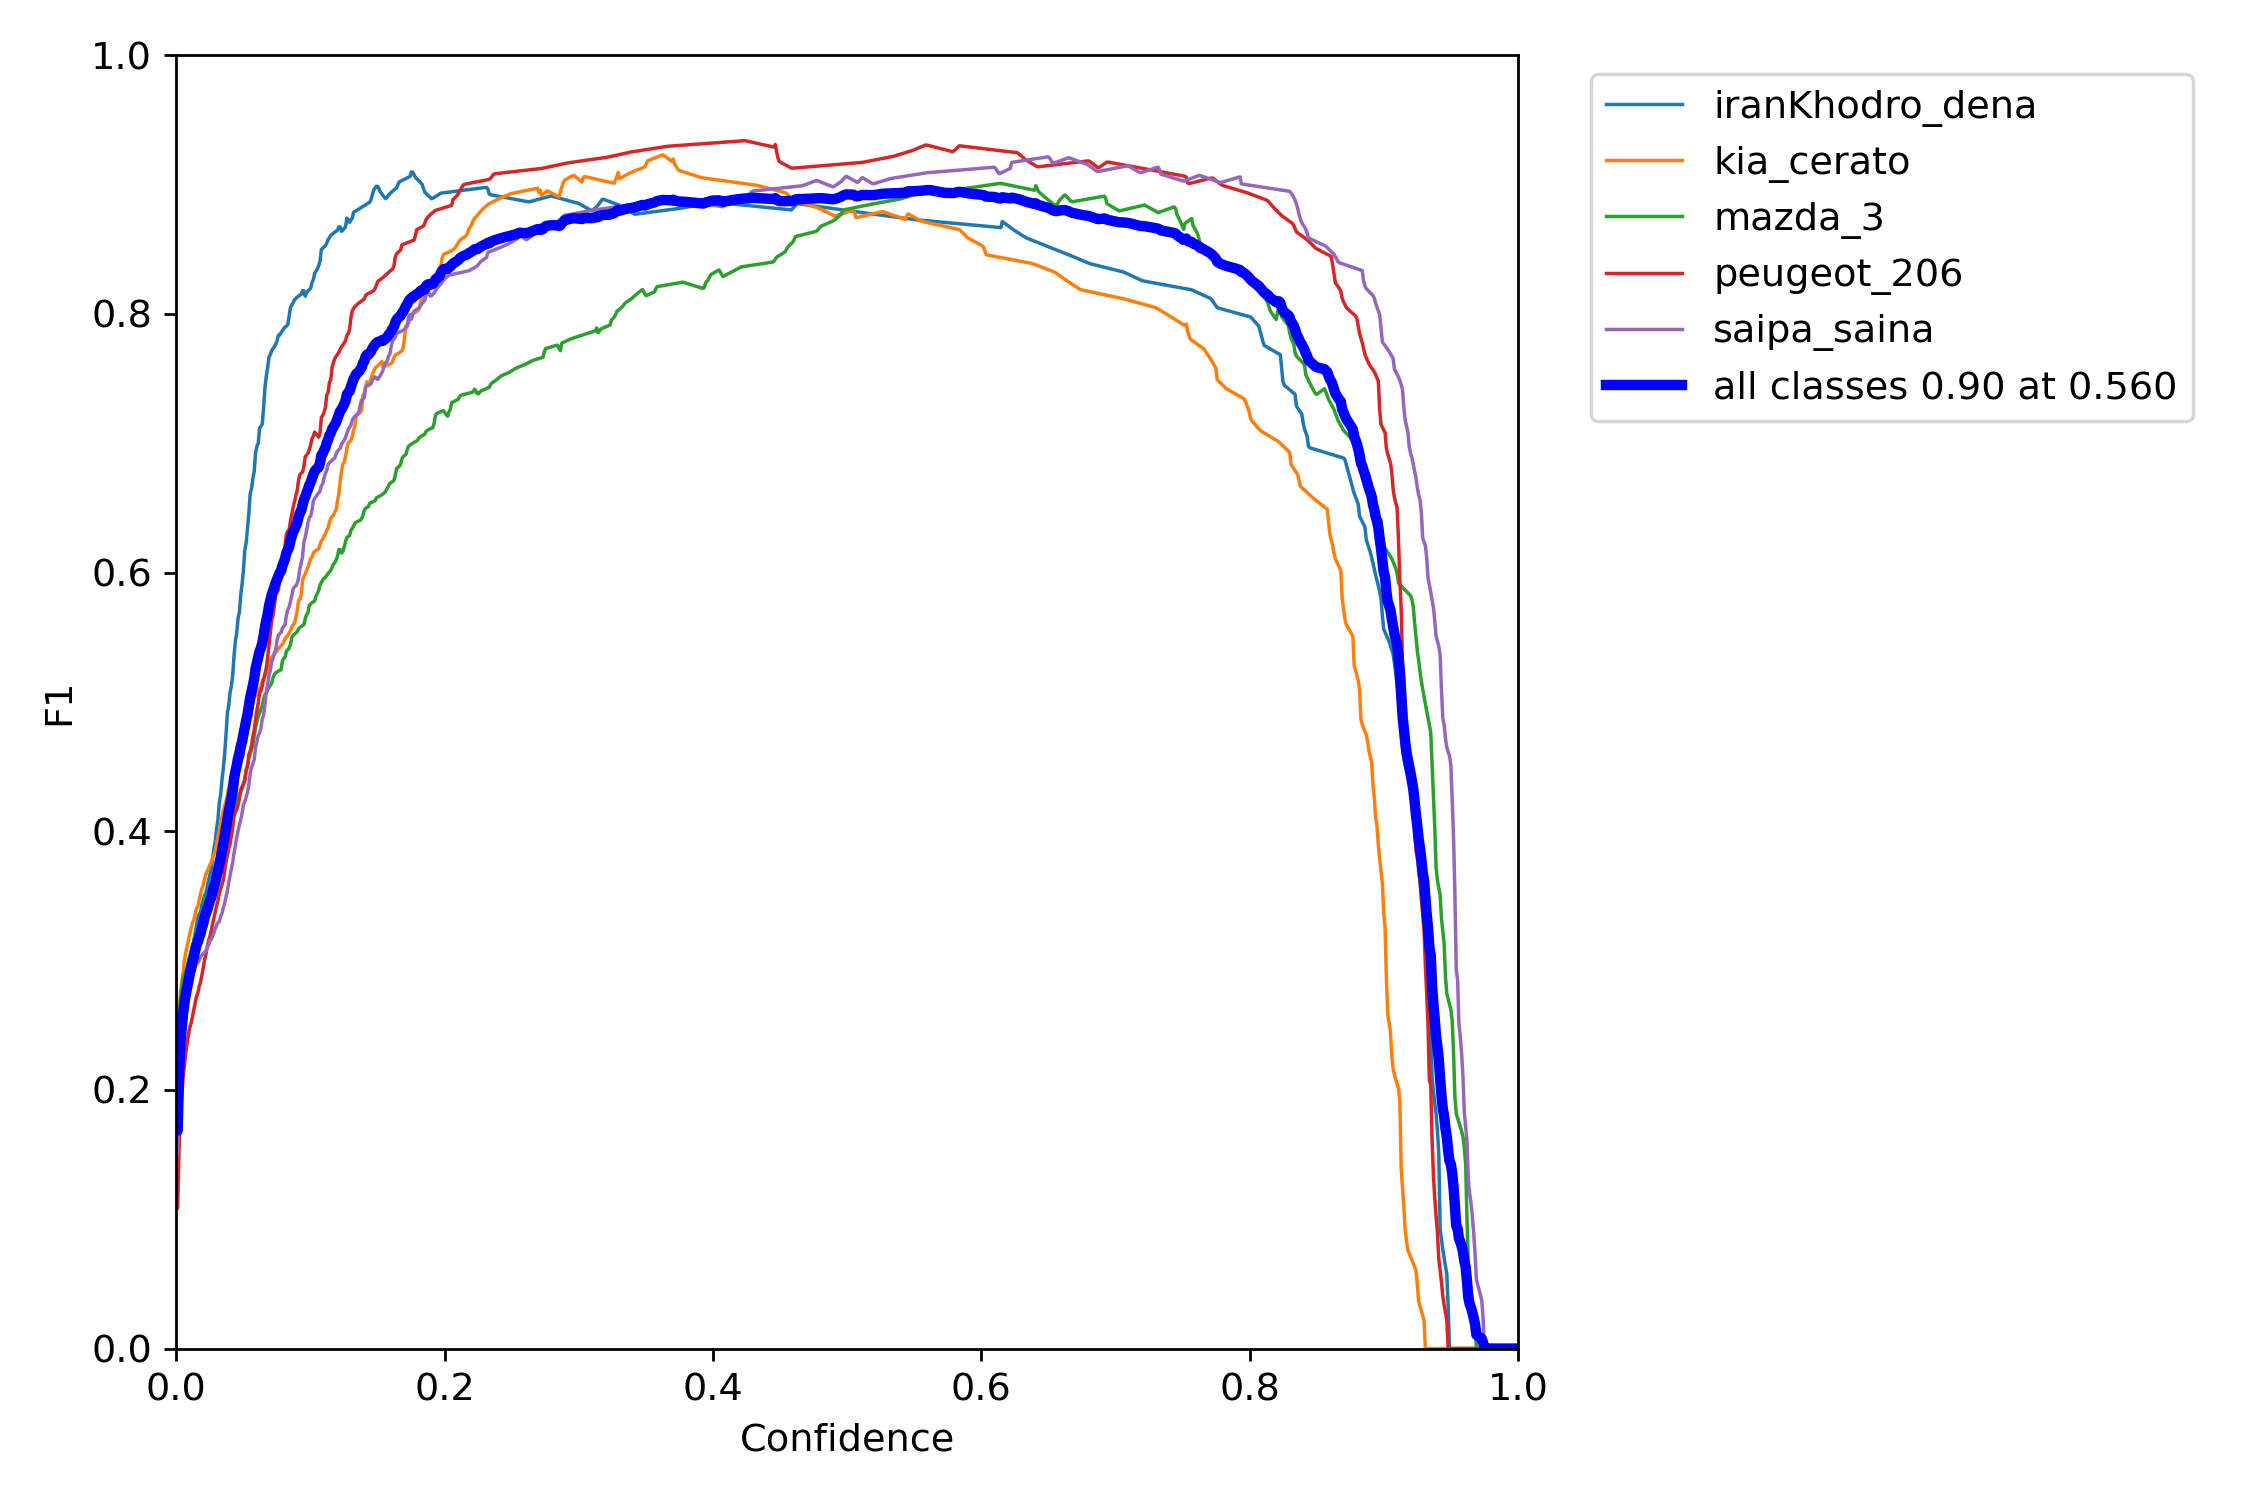 1.0
0.8
0.6
0.4
0.2
0.0
F1
0.0 0.2 0.4 0.6 0.8 1.0
Confidence
iranKhodro_dena
kia_cerato
mazda_3
peugeot_206
saipa_saina
all classes 0.90 at 0.560